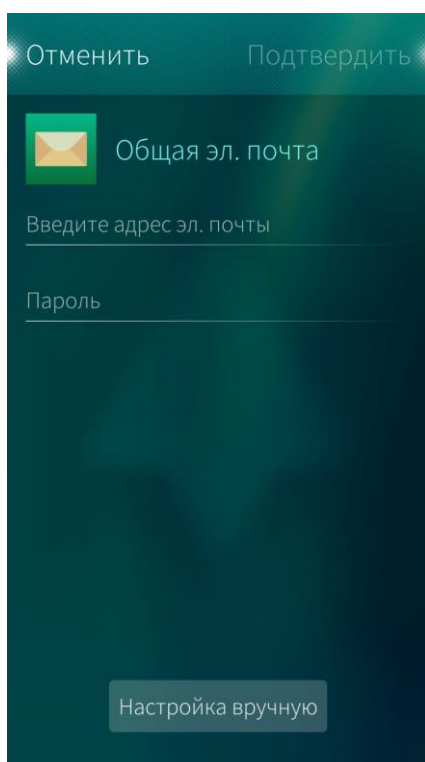 Отменить Подтвердить
Общая эл. почта
Введите адрес эл. почты
Пароль
Настройка вручную